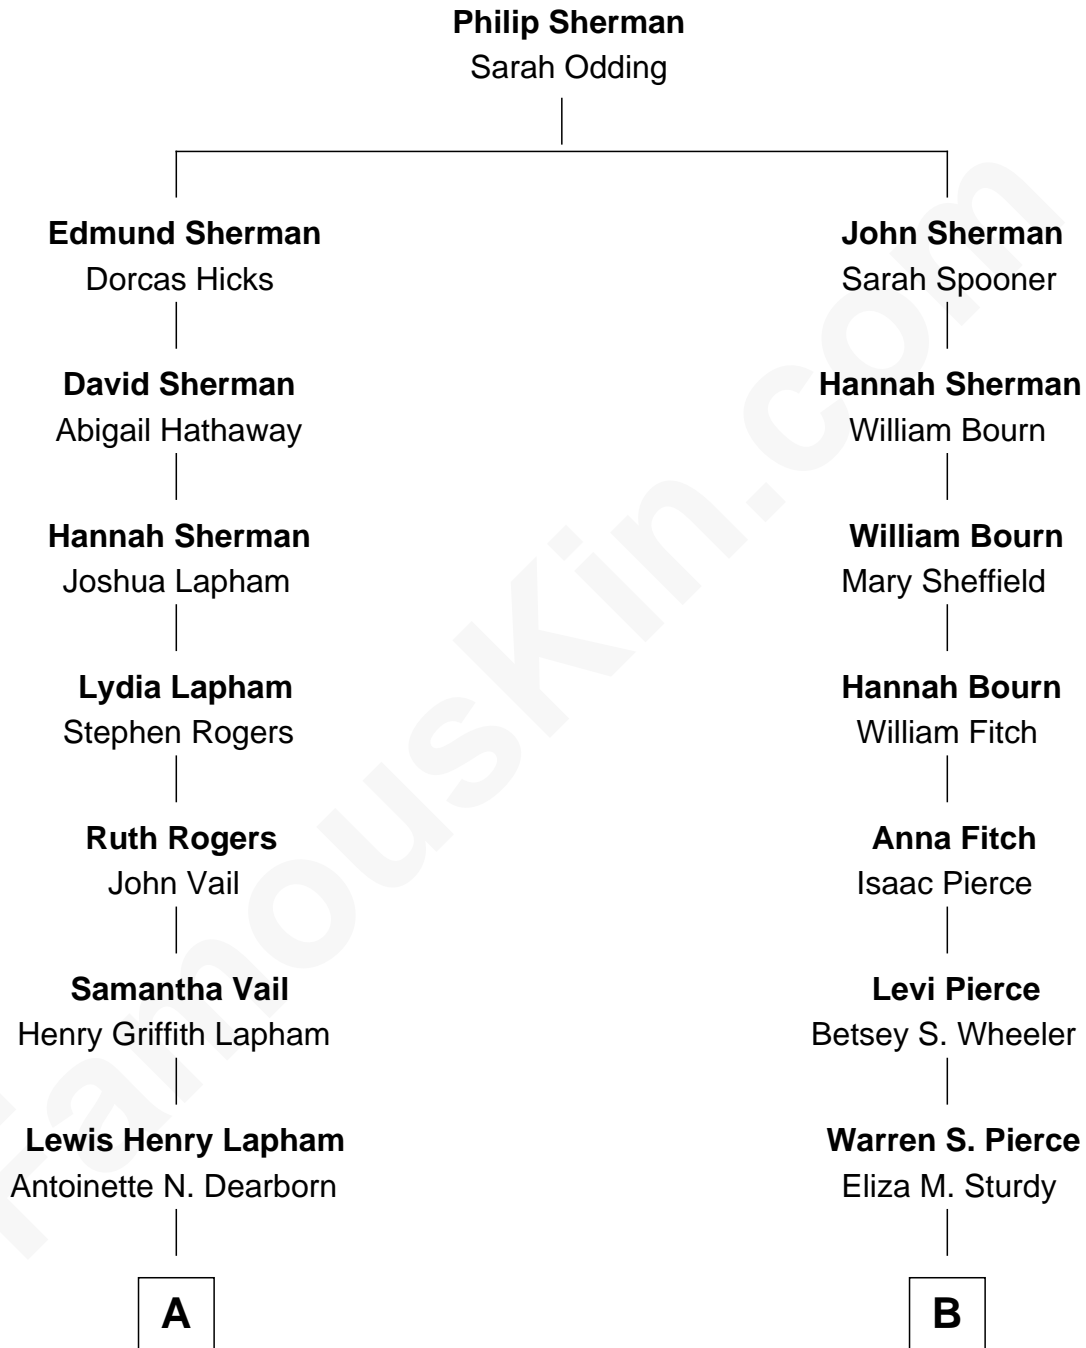 Philip Sherman
Sarah Odding
Edmund Sherman
Dorcas Hicks
John Sherman
Sarah Spooner
David Sherman
Abigail Hathaway
Hannah Sherman
William Bourn
Hannah Sherman
Joshua Lapham
William Bourn
Mary Sheffield
Lydia Lapham
Stephen Rogers
Hannah Bourn
William Fitch
Ruth Rogers
John Vail
Anna Fitch
Isaac Pierce
Samantha Vail
Henry Griffith Lapham
Levi Pierce
Betsey S. Wheeler
Lewis Henry Lapham
Antoinette N. Dearborn
Warren S. Pierce
Eliza M. Sturdy
A
B
FamousKin.com